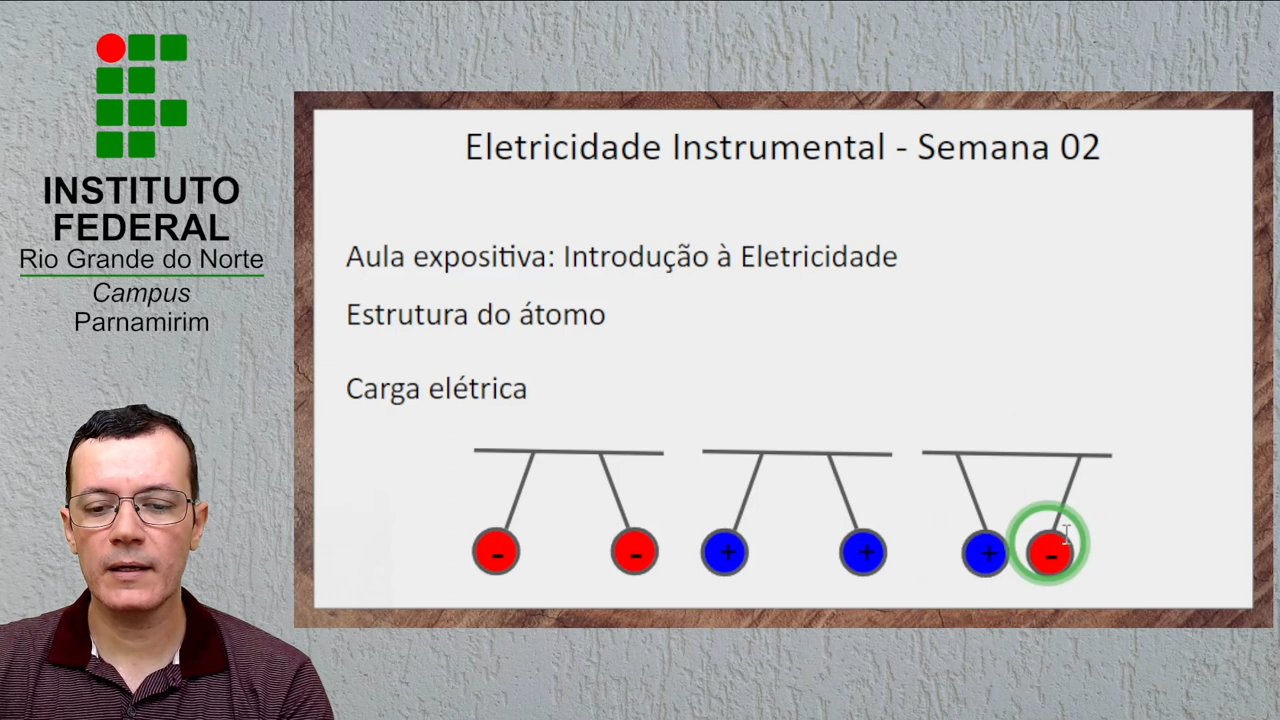 INSTITUTO
FEDERAL
Rio Grande do Norte
Campus
Parnamirim
Eletricidade Instrumental - Semana 02
Aula expositiva: Introdução à Eletricidade
Estrutura do átomo
Carga elétrica
- - + + + -